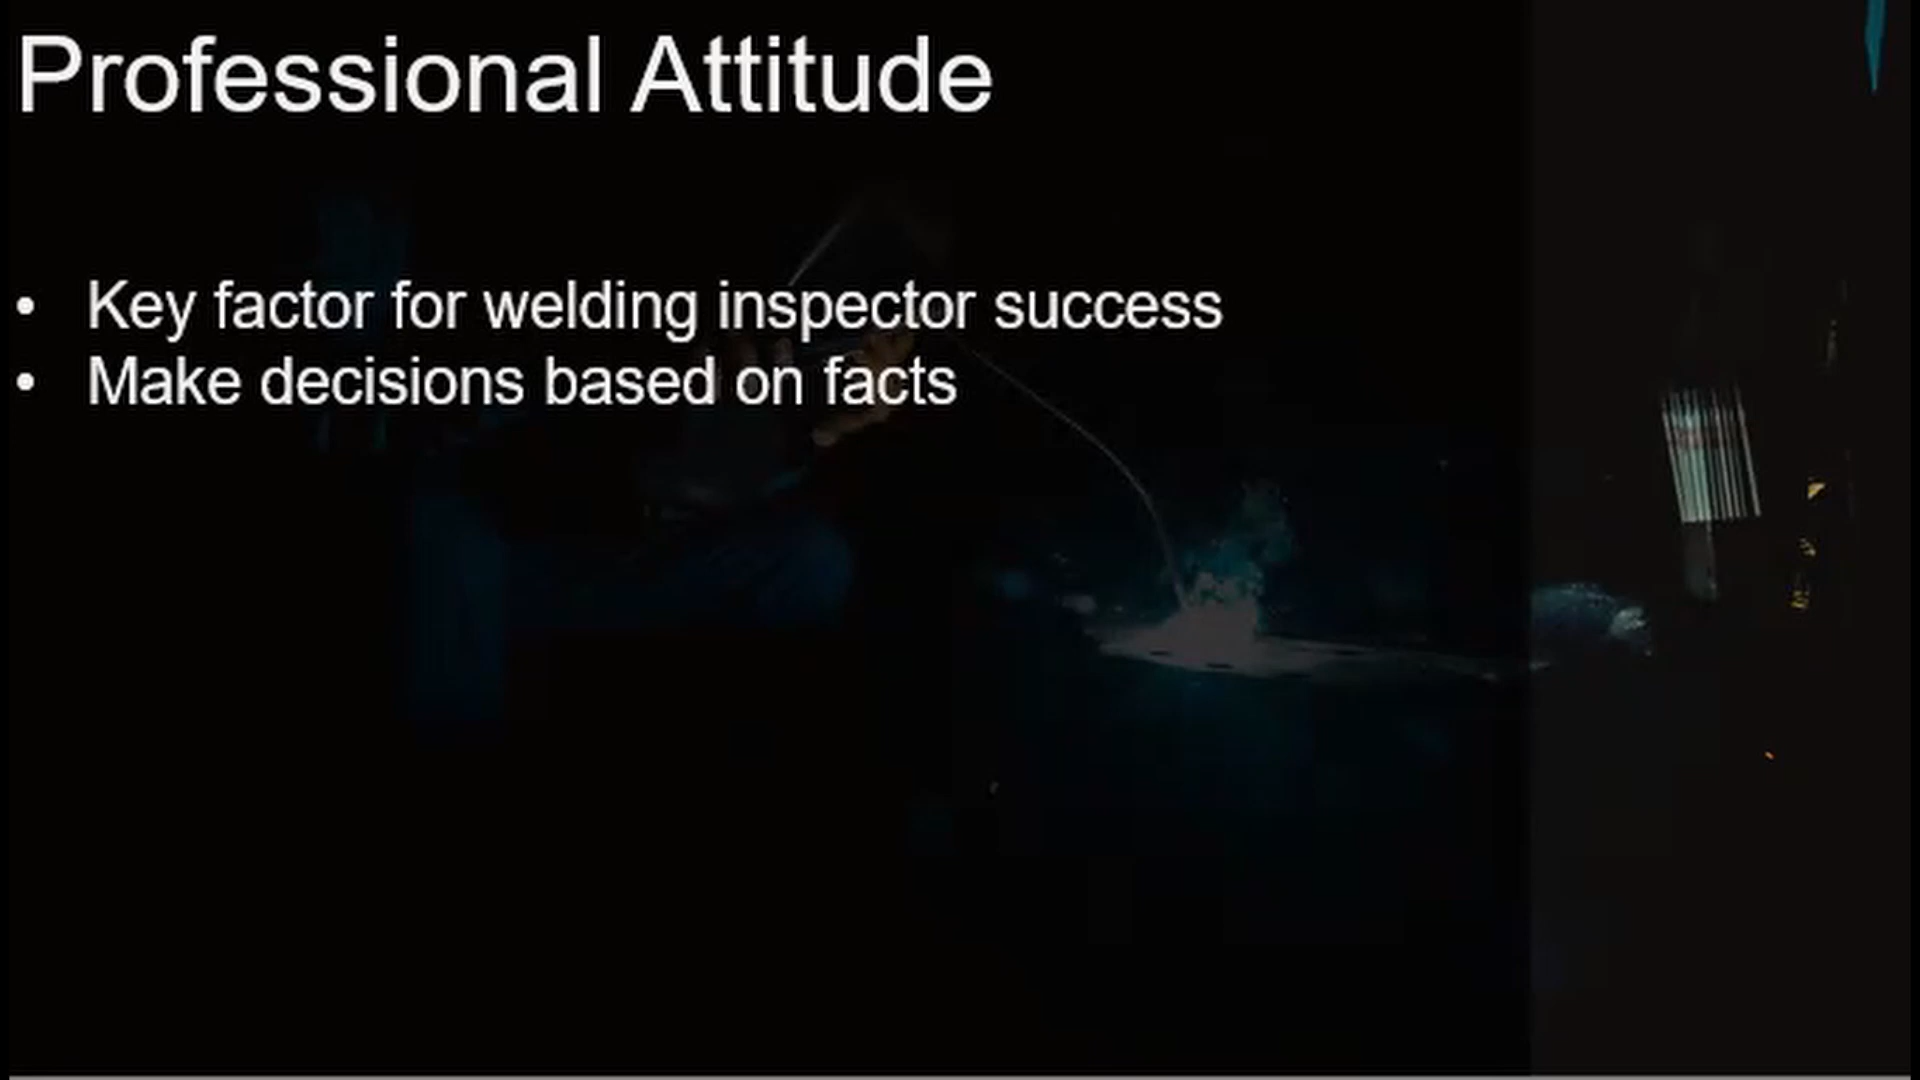 Professional Attitude
• Key factor for welding inspector success
• Make decisions based on facts